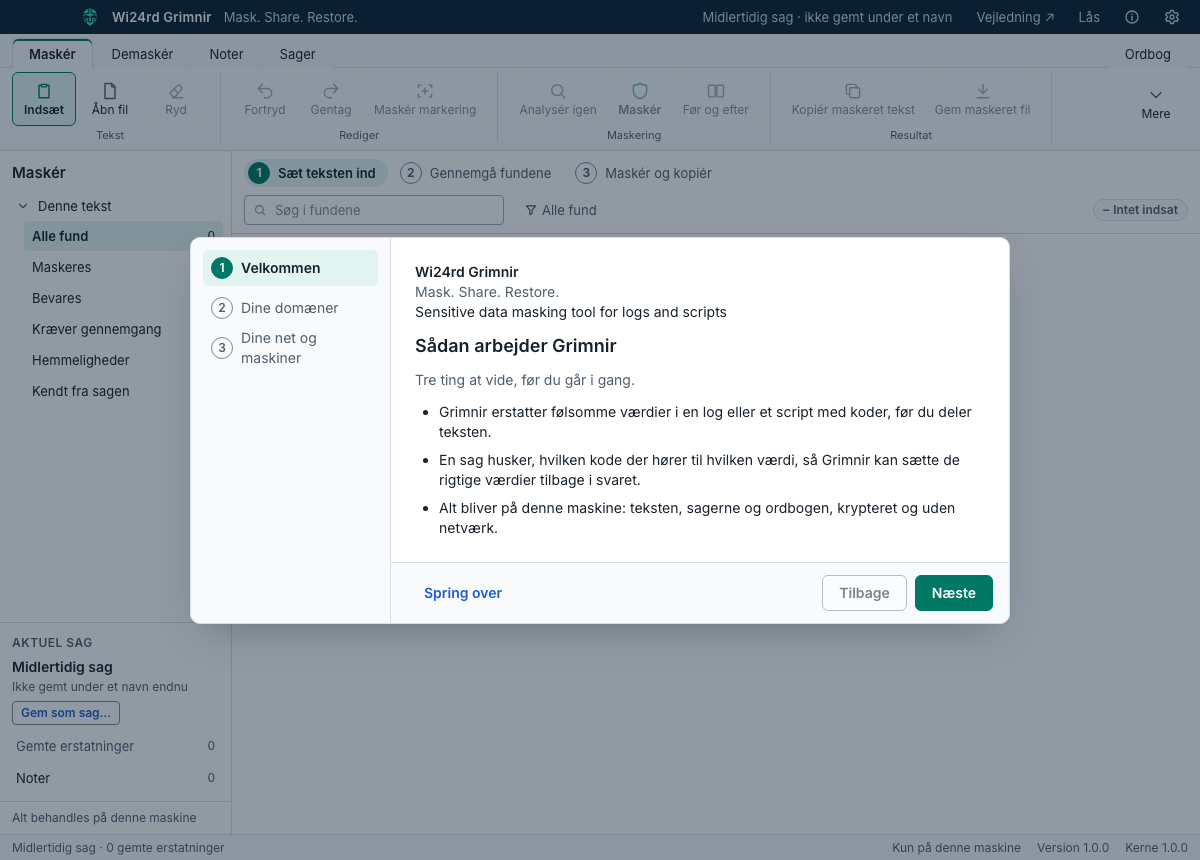 Wi24rd Grimnir Mask. Share. Restore. Midlertidig sag · ikke gemt under et navn Vejledning ↗ Lås
Maskér Demaskér Noter Sager Ordbog
Indsæt Åbn fil Ryd Fortryd Gentag Maskér markering Analysér igen Maskér Før og efter Kopiér maskeret tekst Gem maskeret fil Mere
Tekst Rediger Maskering Resultat
Maskér
Denne tekst
Alle fund 0
Maskeres
Bevares
Kræver gennemgang
Hemmeligheder
Kendt fra sagen
1 Sæt teksten ind 2 Gennemgå fundene 3 Maskér og kopiér
Søg i fundene Alle fund – Intet indsat
1 Velkommen
2 Dine domæner
3 Dine net og
maskiner
Wi24rd Grimnir
Mask. Share. Restore.
Sensitive data masking tool for logs and scripts
Sådan arbejder Grimnir
Tre ting at vide, før du går i gang.
• Grimnir erstatter følsomme værdier i en log eller et script med koder, før du deler
teksten.
• En sag husker, hvilken kode der hører til hvilken værdi, så Grimnir kan sætte de
rigtige værdier tilbage i svaret.
• Alt bliver på denne maskine: teksten, sagerne og ordbogen, krypteret og uden
netværk.
Spring over Tilbage Næste
AKTUEL SAG
Midlertidig sag
Ikke gemt under et navn endnu
Gem som sag...
Gemte erstatninger 0
Noter 0
Alt behandles på denne maskine
Midlertidig sag · 0 gemte erstatninger Kun på denne maskine Version 1.0.0 Kerne 1.0.0